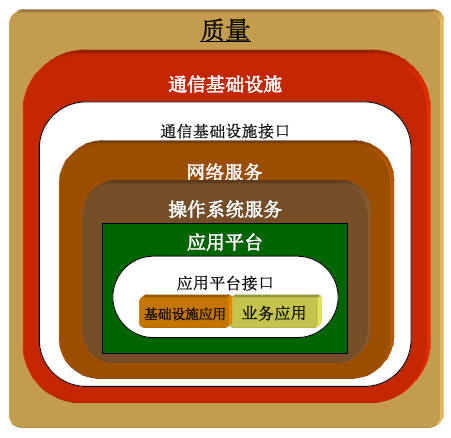 质量
通信基础设施
通信基础设施接口
网络服务
操作系统服务
应用平台
应用平台接口
基础设施应用 业务应用